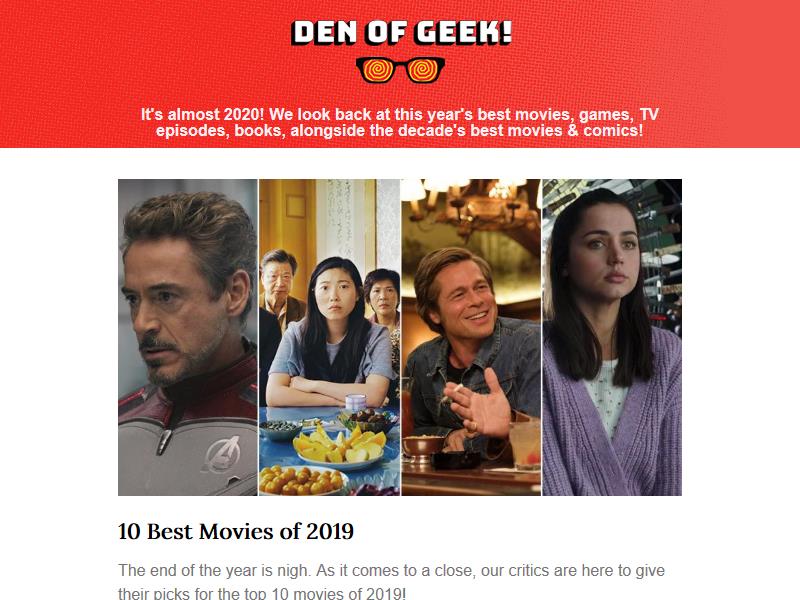 DEN OF GEEK!
It's almost 2020! We look back at this year's best movies, games, TV
episodes, books, alongside the decade's best movies & comics!
10 Best Movies of 2019
The end of the year is nigh. As it comes to a close, our critics are here to give
their picks for the top 10 movies of 2019!